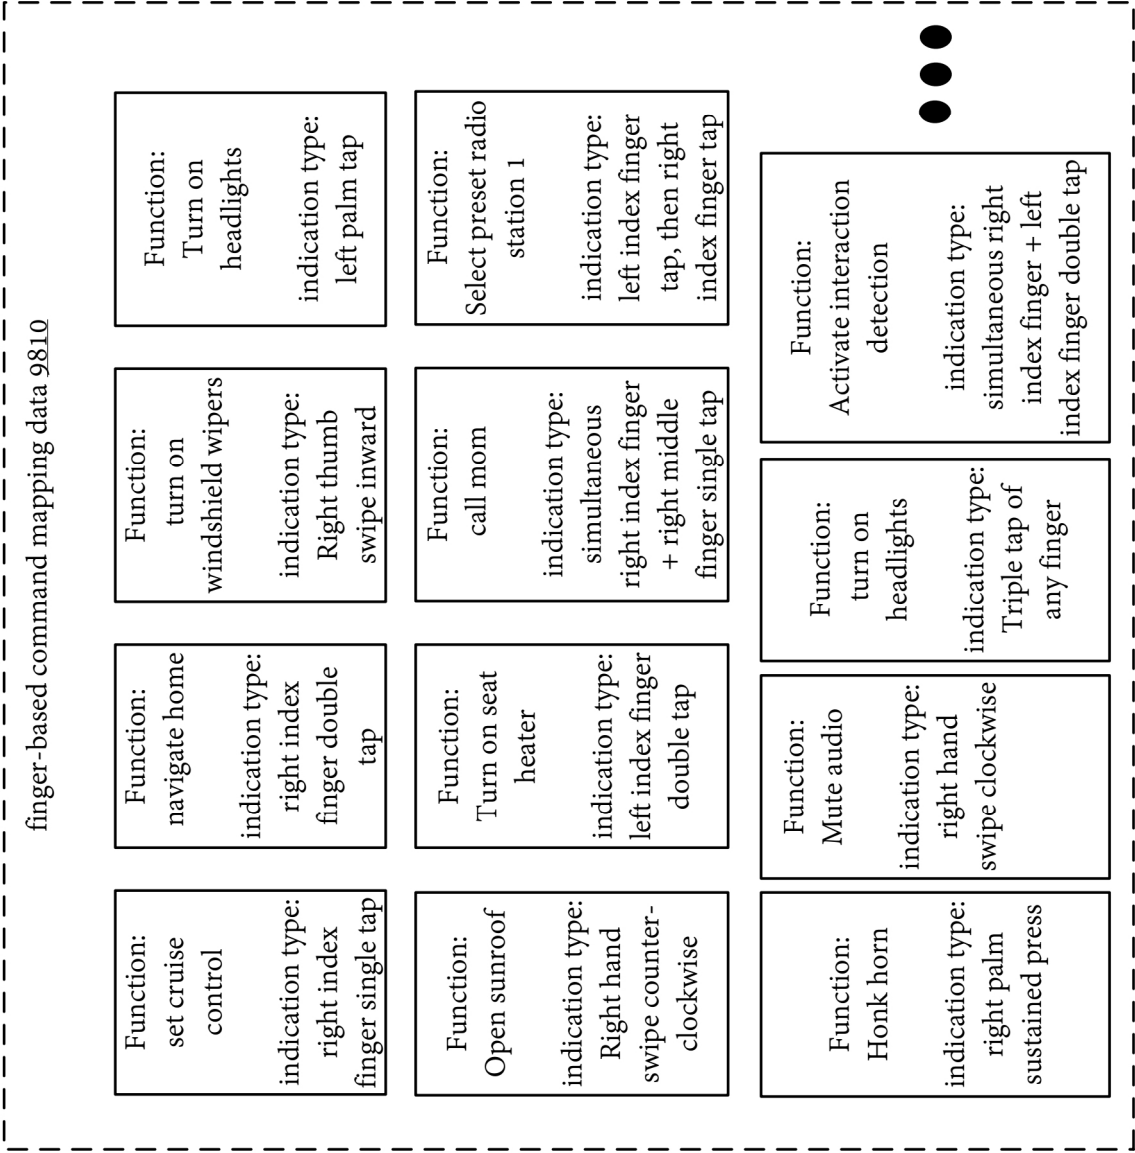 finger-based command mapping data 9810
Function:
set cruise
control
indication type:
right index
finger single tap
Function:
navigate home
indication type:
right index
finger double
tap
Function:
turn on
windshield wipers
indication type:
Right thumb
swipe inward
Function:
Turn on
headlights
indication type:
left palm tap
Function:
Open sunroof
indication type:
Right hand
swipe counter-
clockwise
Function:
Turn on seat
heater
indication type:
left index finger
double tap
Function:
call mom
indication type:
simultaneous
right index finger
+ right middle
finger single tap
Function:
Select preset radio
station 1
indication type:
left index finger
tap, then right
index finger tap
Function:
Honk horn
indication type:
right palm
sustained press
Function:
Mute audio
indication type:
right hand
swipe clockwise
Function:
turn on
headlights
indication type:
Triple tap of
any finger
Function:
Activate interaction
detection
indication type:
simultaneous right
index finger + left
index finger double tap